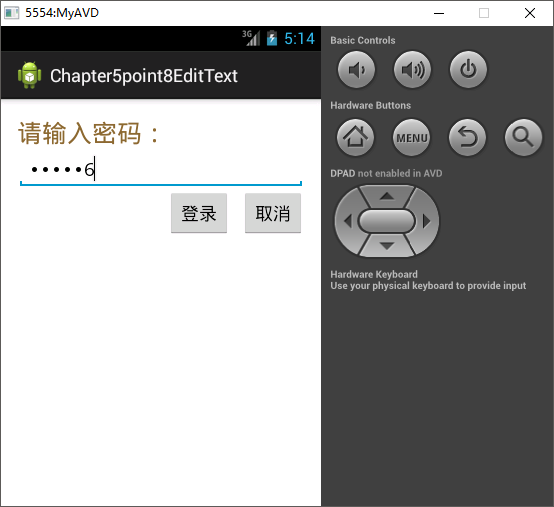 5554:MyAVD
3G 5:14
Chapter5point8EditText
请输入密码：
•••••6
登录 取消
Basic Controls
Hardware Buttons
MENU
DPAD not enabled in AVD
Hardware Keyboard
Use your physical keyboard to provide input